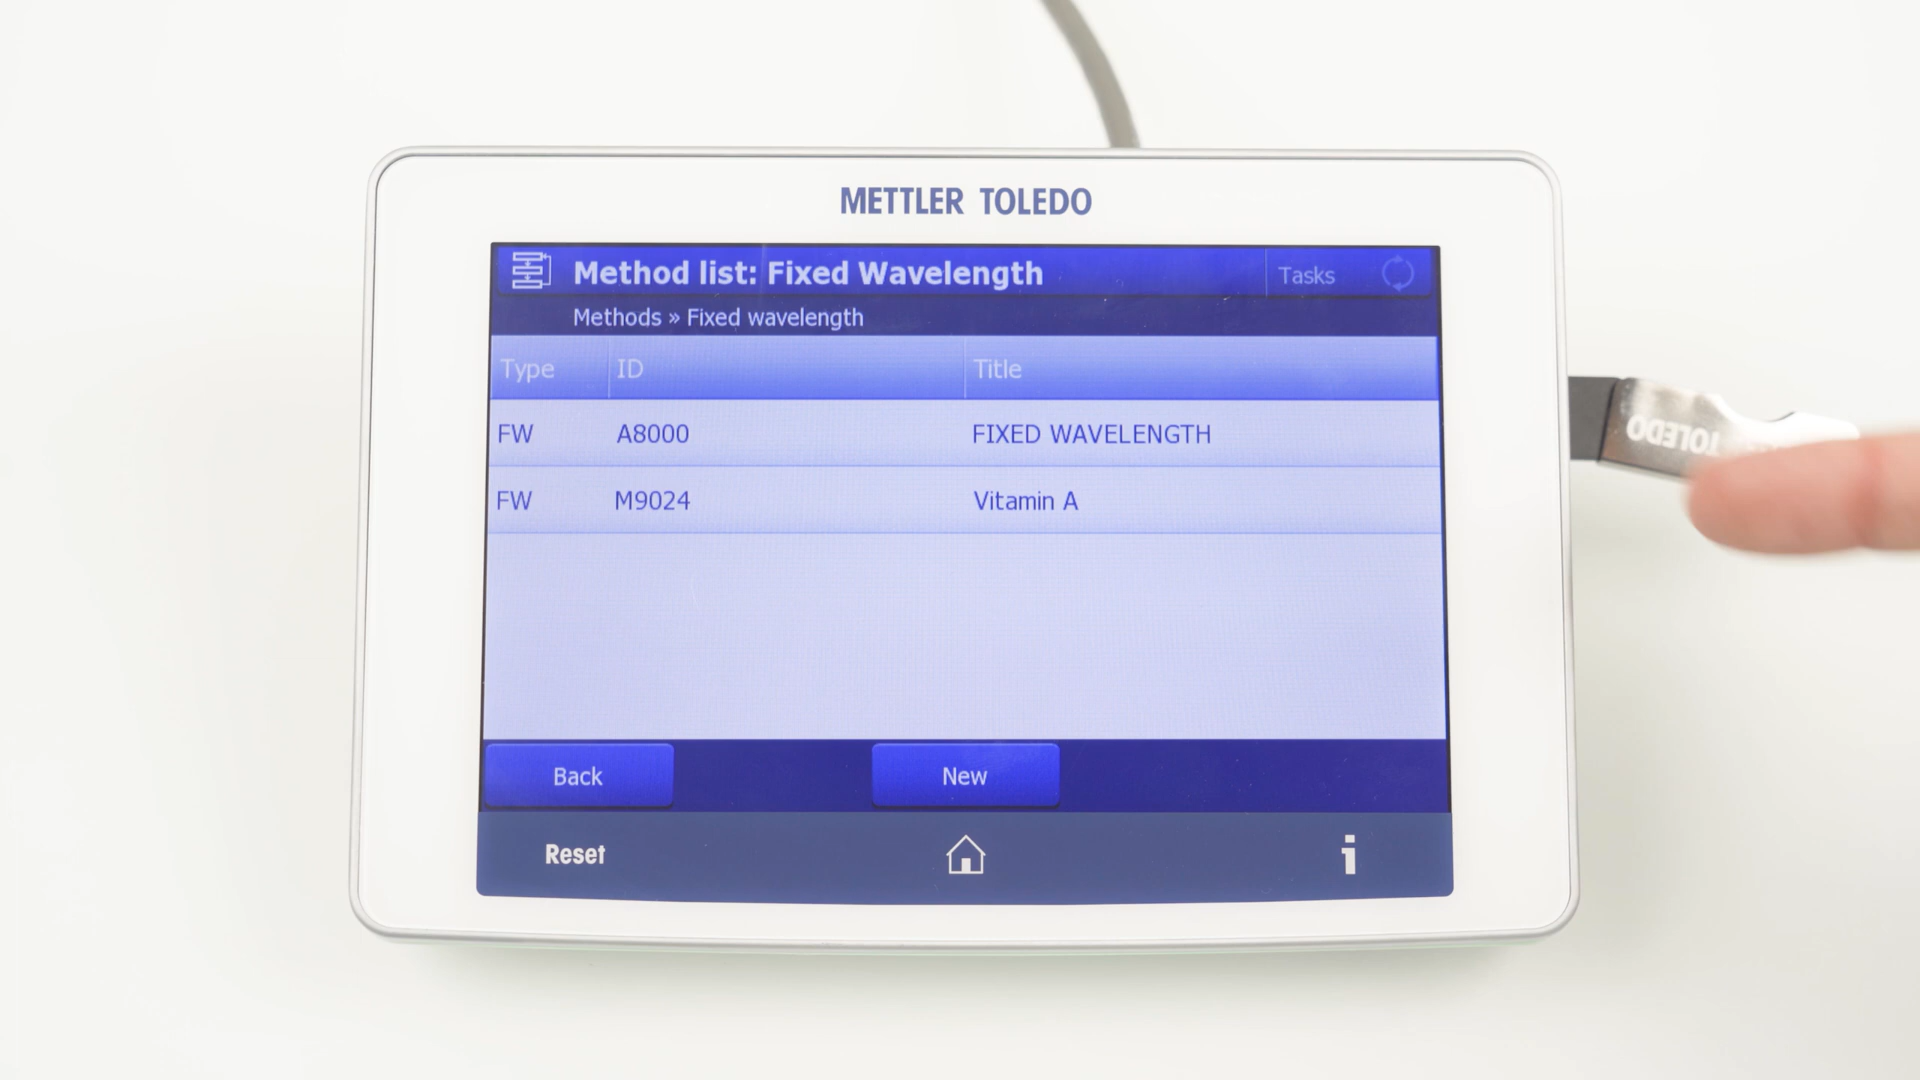 METTLER TOLEDO
Method list: Fixed Wavelength
Tasks
Methods » Fixed wavelength
Type ID Title
FW A8000 FIXED WAVELENGTH
FW M9024 Vitamin A
Back New
Reset
TOLEDO